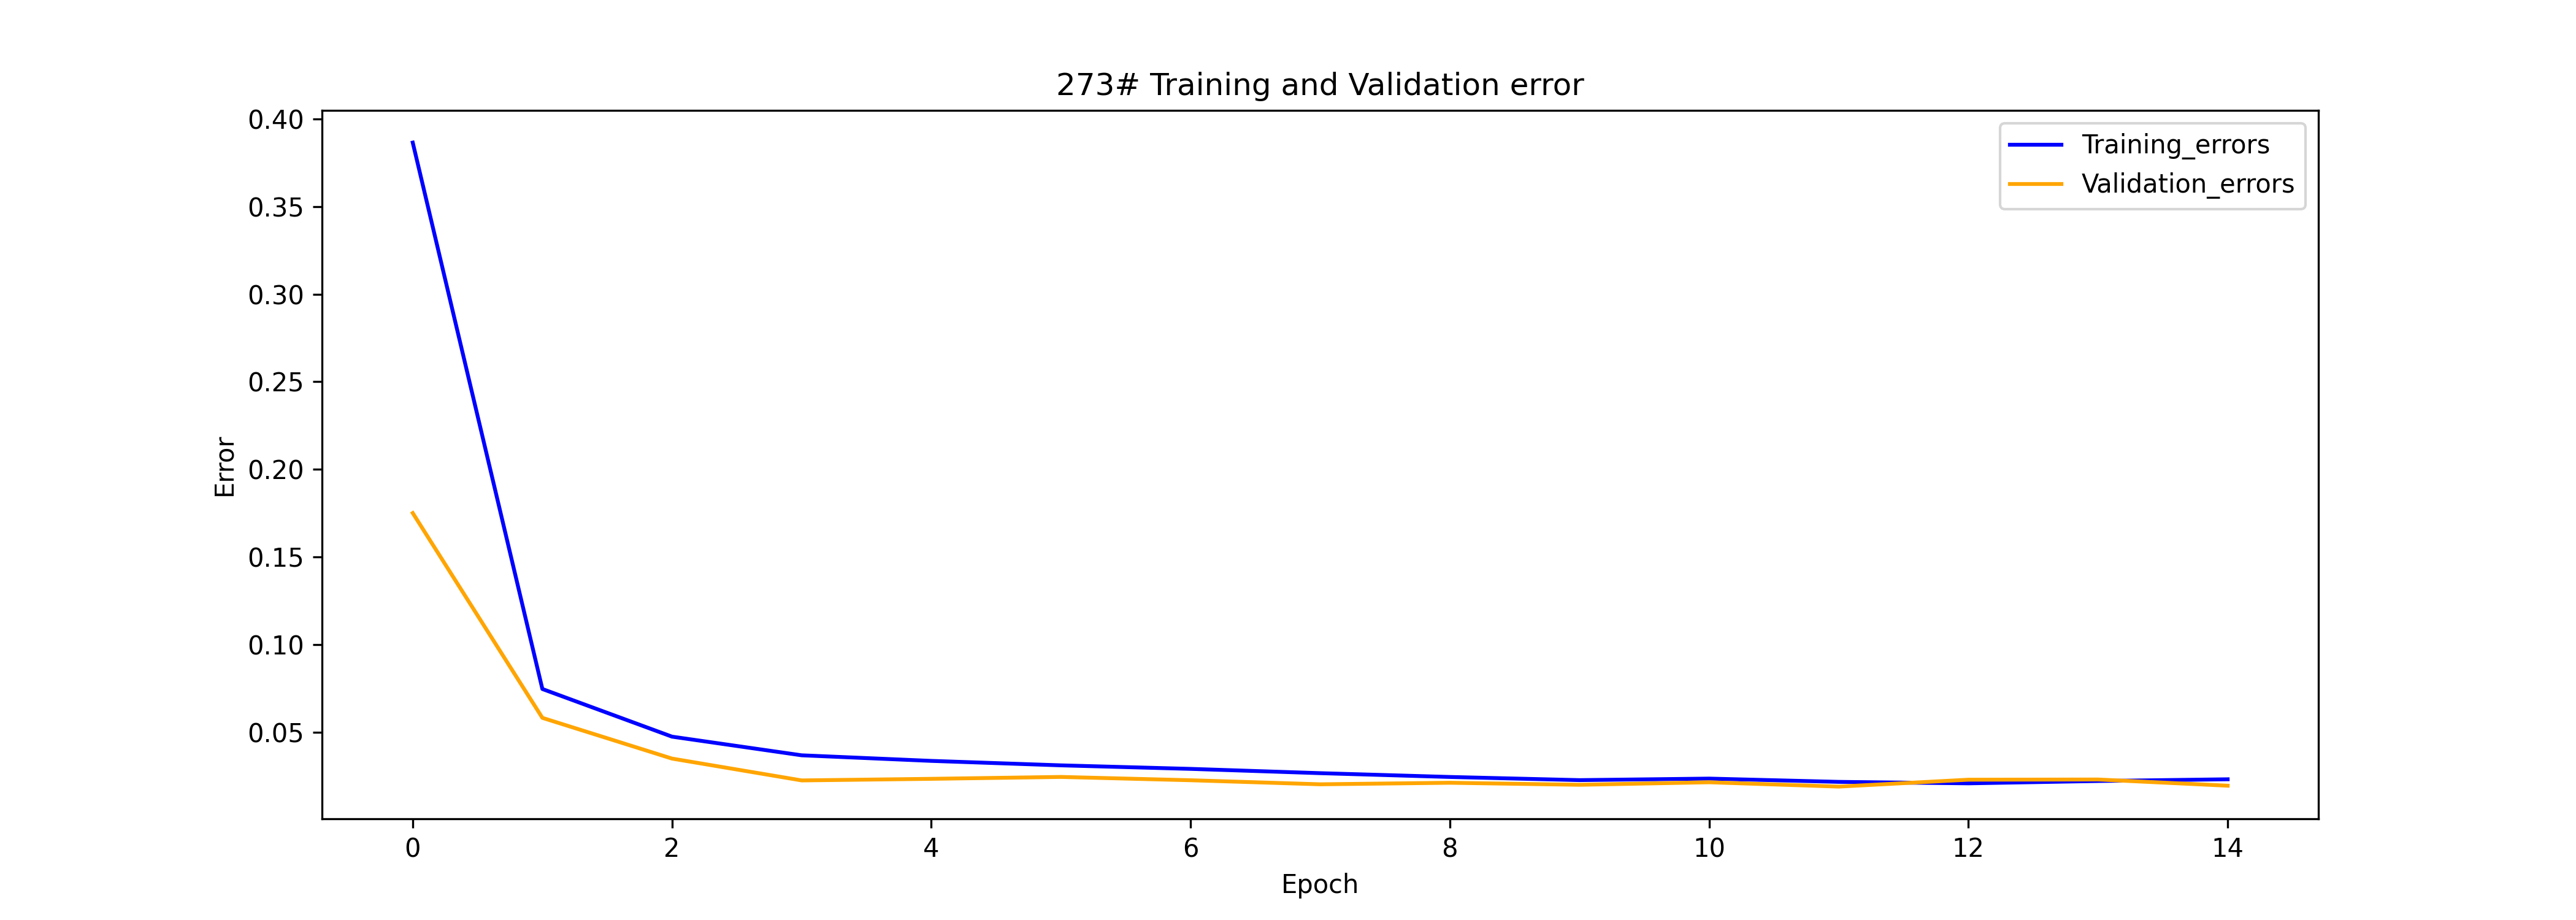 273# Training and Validation error
Training_errors
Validation_errors
0.40
0.35
0.30
0.25
0.20
0.15
0.10
0.05
Error
0 2 4 6 8 10 12 14
Epoch